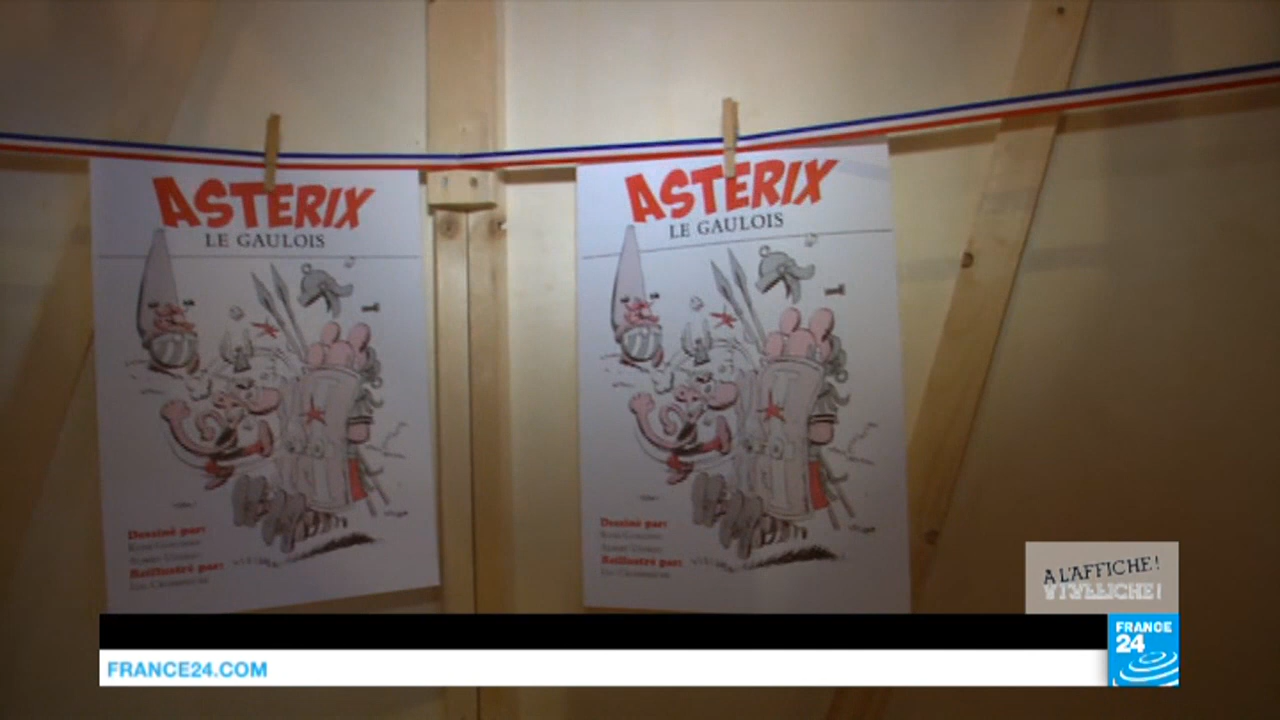 ASTERIX
LE GAULOIS
Dessiné par:
Réillustré par:
ASTERIX
LE GAULOIS
Dessiné par:
Réillustré par:
A L'AFFICHE!
FRANCE
24
FRANCE24.COM